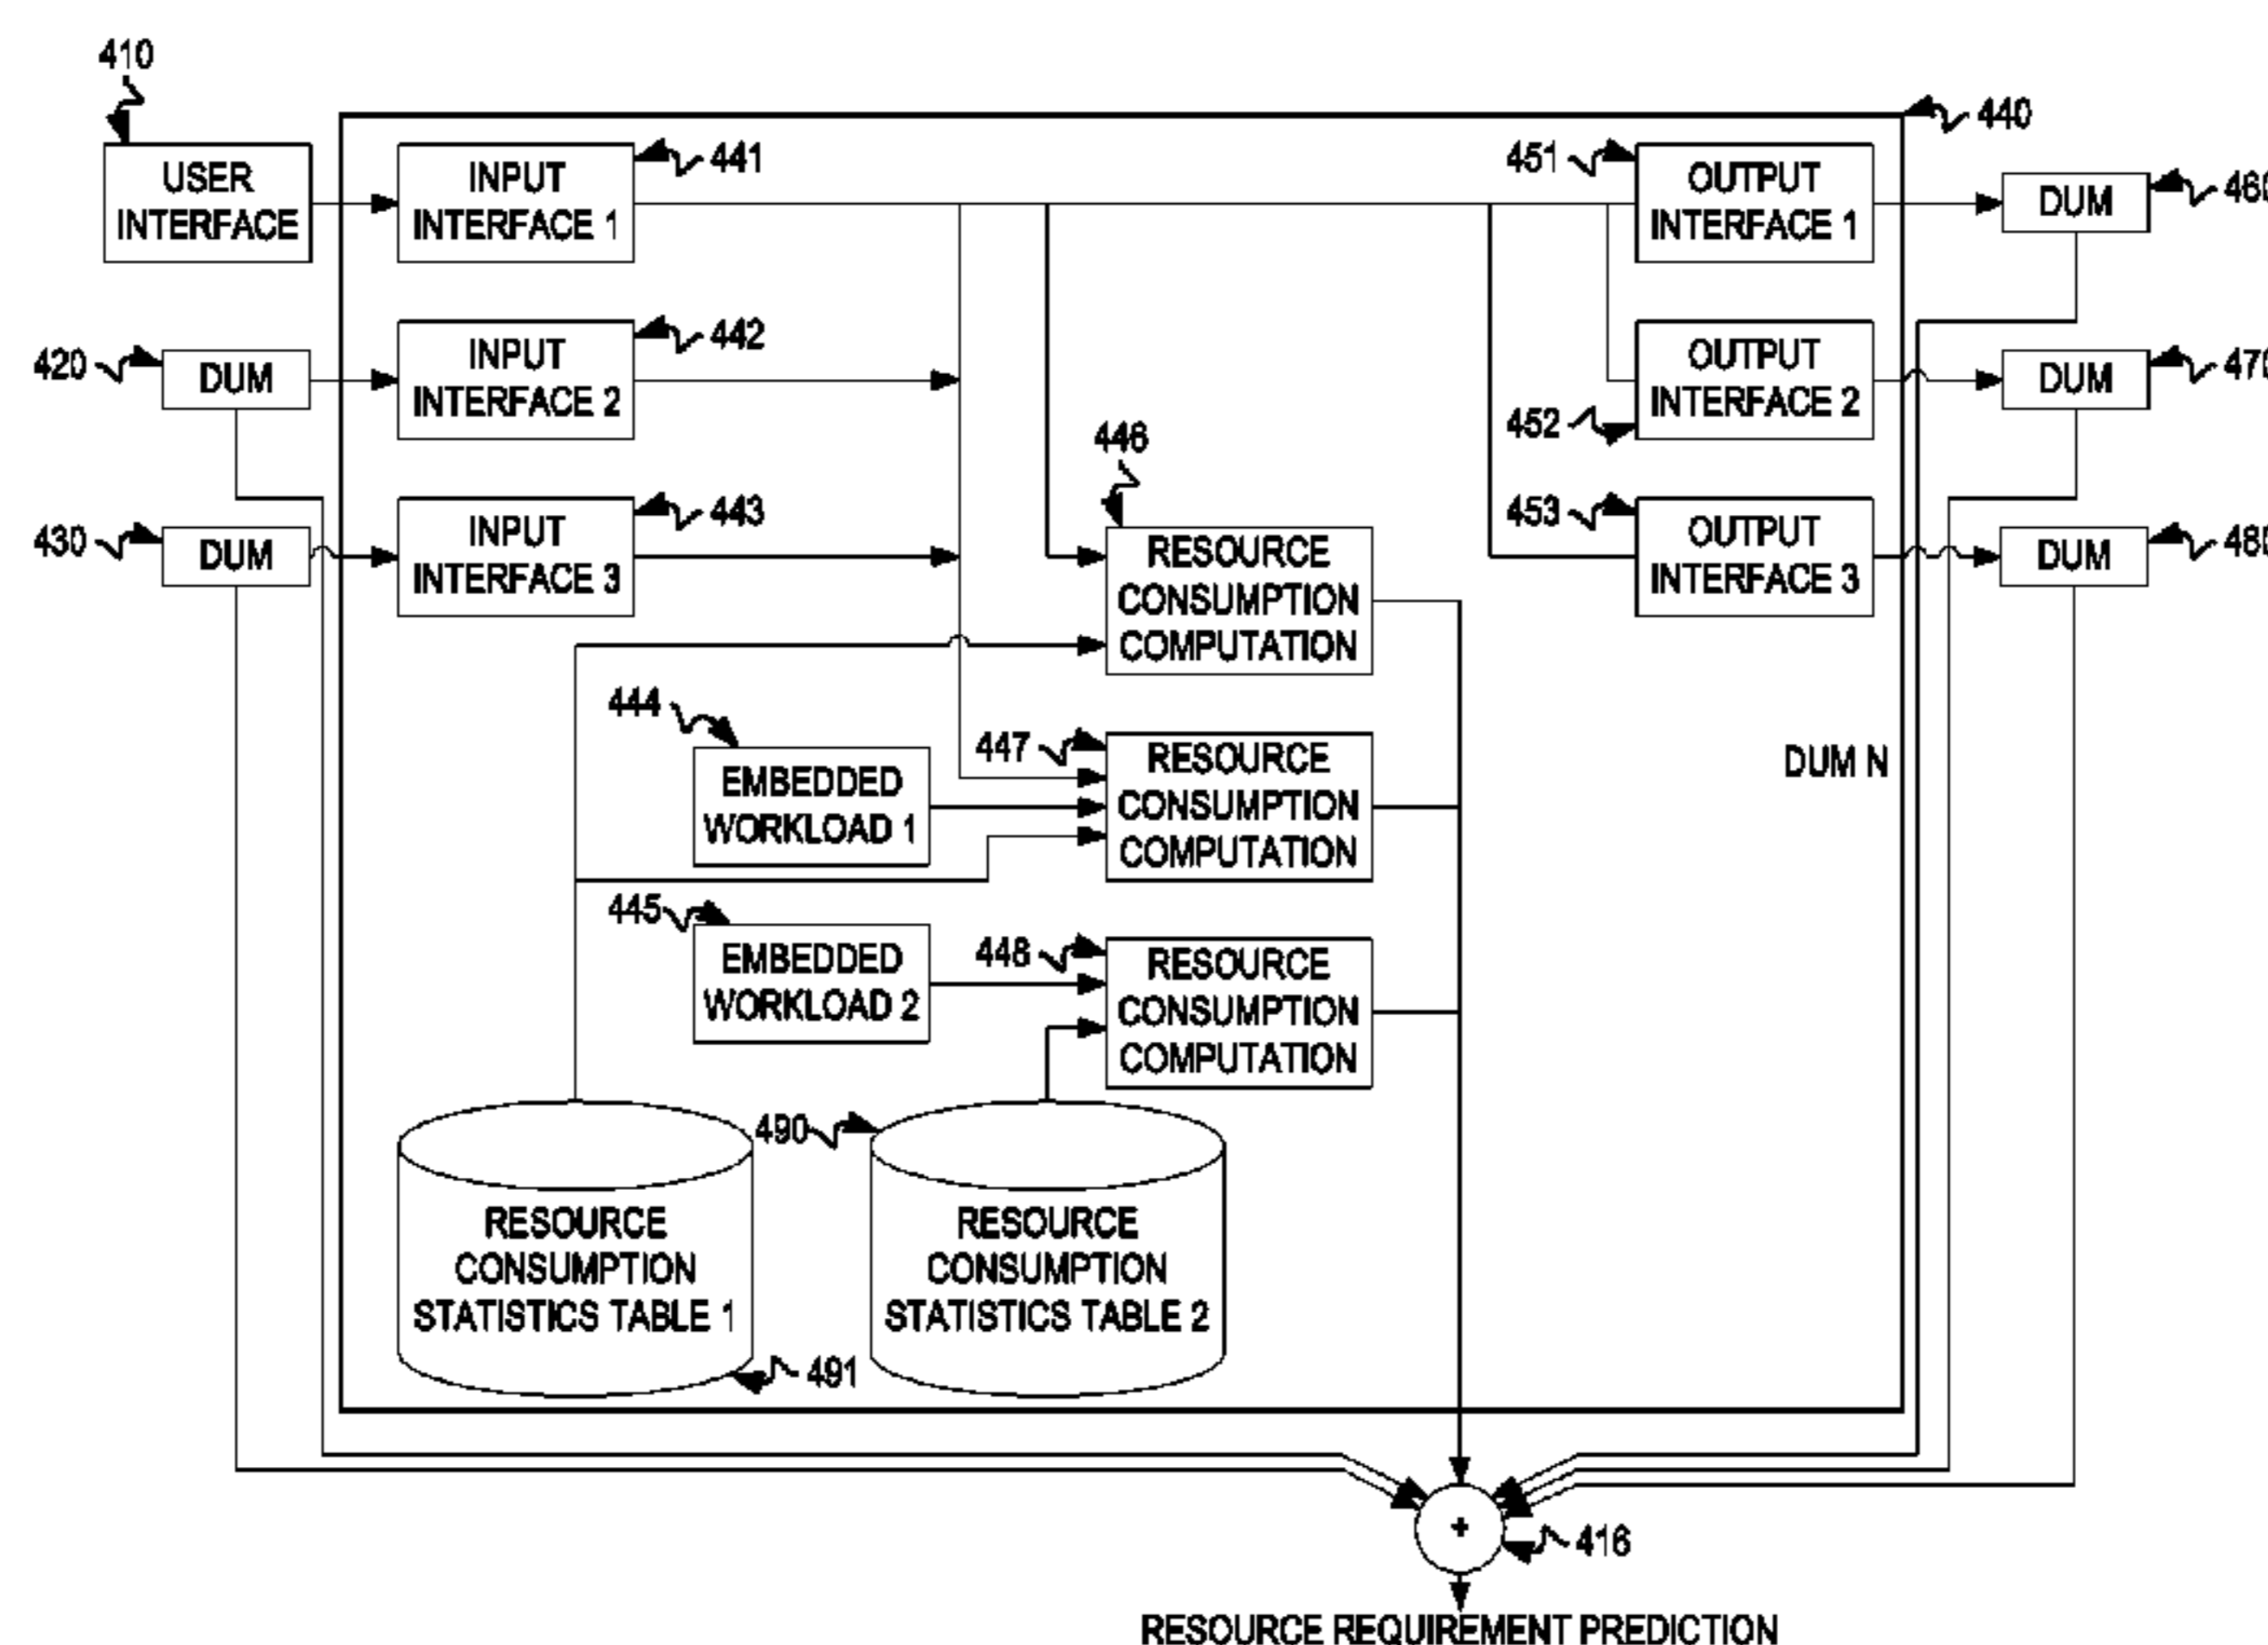 410
440
USER
INTERFACE
INPUT
INTERFACE 1
441
451
OUTPUT
INTERFACE 1
DUM
460
420
DUM
INPUT
INTERFACE 2
442
452
OUTPUT
INTERFACE 2
DUM
470
430
DUM
INPUT
INTERFACE 3
443
446
RESOURCE
CONSUMPTION
COMPUTATION
453
OUTPUT
INTERFACE 3
DUM
480
444
EMBEDDED
WORKLOAD 1
447
RESOURCE
CONSUMPTION
COMPUTATION
DUM N
445
EMBEDDED
WORKLOAD 2
448
RESOURCE
CONSUMPTION
COMPUTATION
RESOURCE
CONSUMPTION
STATISTICS TABLE 1
491
490
RESOURCE
CONSUMPTION
STATISTICS TABLE 2
+
416
RESOURCE REQUIREMENT PREDICTION